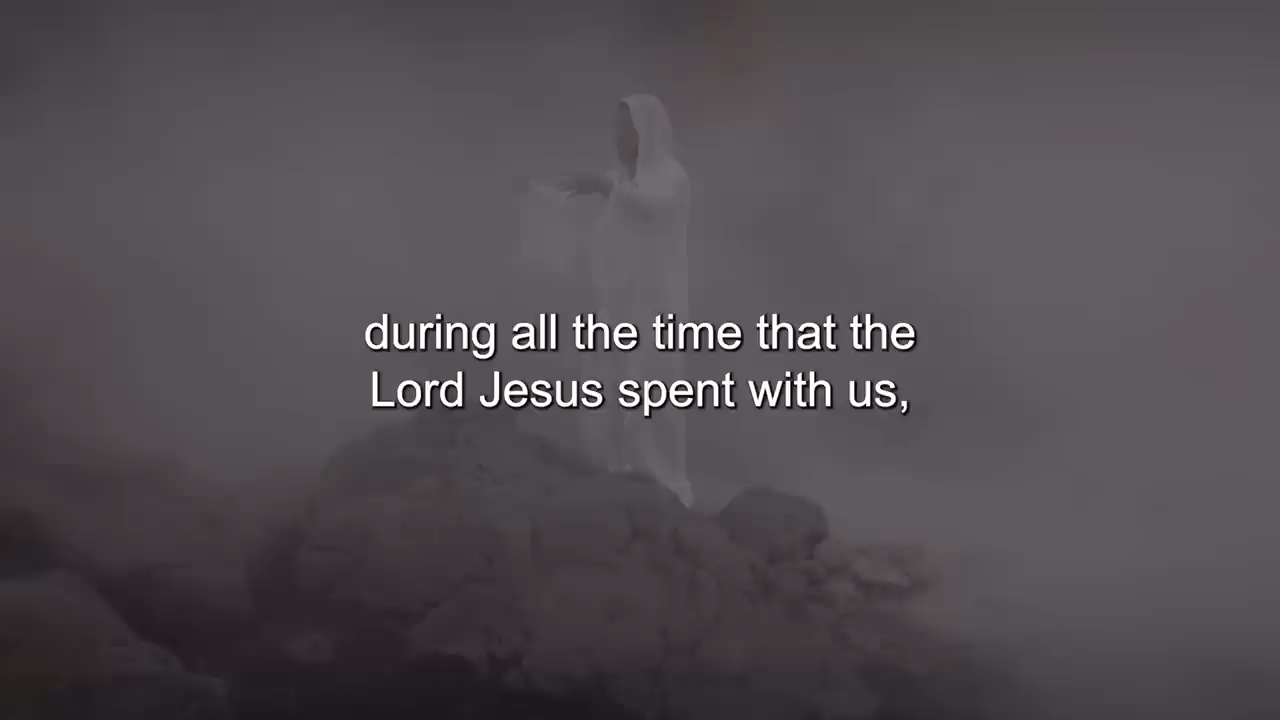 during all the time that the
Lord Jesus spent with us,